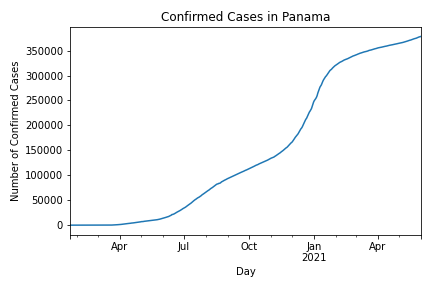 Confirmed Cases in Panama
Number of Confirmed Cases
350000
300000
250000
200000
150000
100000
50000
0
Apr
Jul
Oct
Jan
2021
Apr
Day